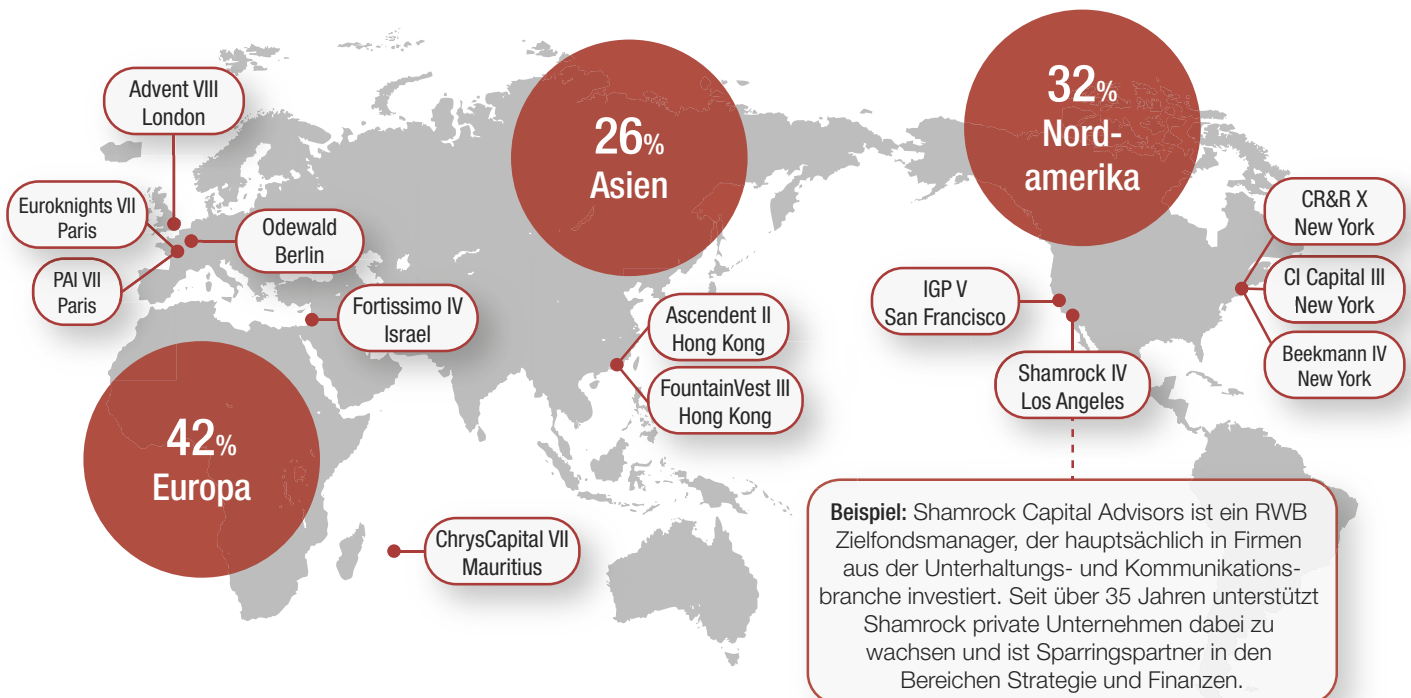 Advent VIII
London
Euroknights VII
Paris
PAI VII
Paris
Odewald
Berlin
Fortissimo IV
Israel
42%
Europa
26%
Asien
Ascendent II
Hong Kong
FountainVest III
Hong Kong
ChrysCapital VII
Mauritius
32%
Nord-
amerika
IGP V
San Francisco
Shamrock IV
Los Angeles
CR&R X
New York
CI Capital III
New York
Beekmann IV
New York
Beispiel: Shamrock Capital Advisors ist ein RWB
Zielfondsmanager, der hauptsächlich in Firmen
aus der Unterhaltungs- und Kommunikations-
branche investiert. Seit über 35 Jahren unterstützt
Shamrock private Unternehmen dabei zu
wachsen und ist Sparringspartner in den
Bereichen Strategie und Finanzen.